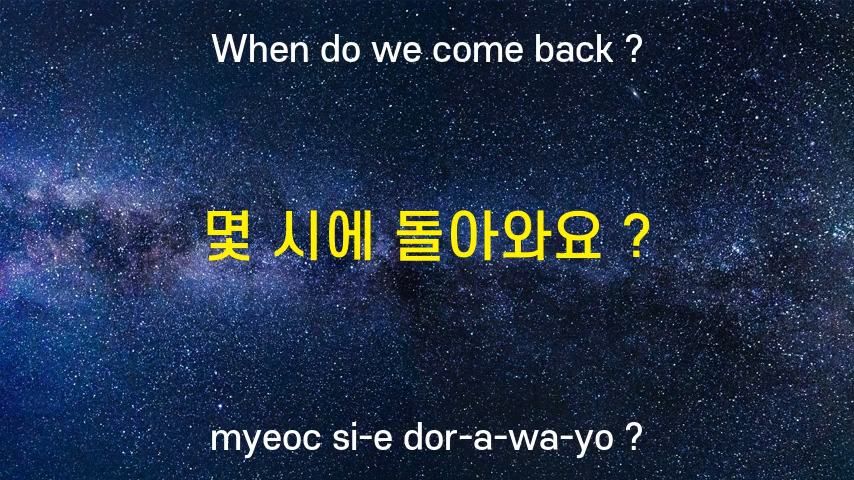 When do we come back ?
몇 시에 돌아와요 ?
myeoc si-e dor-a-wa-yo ?